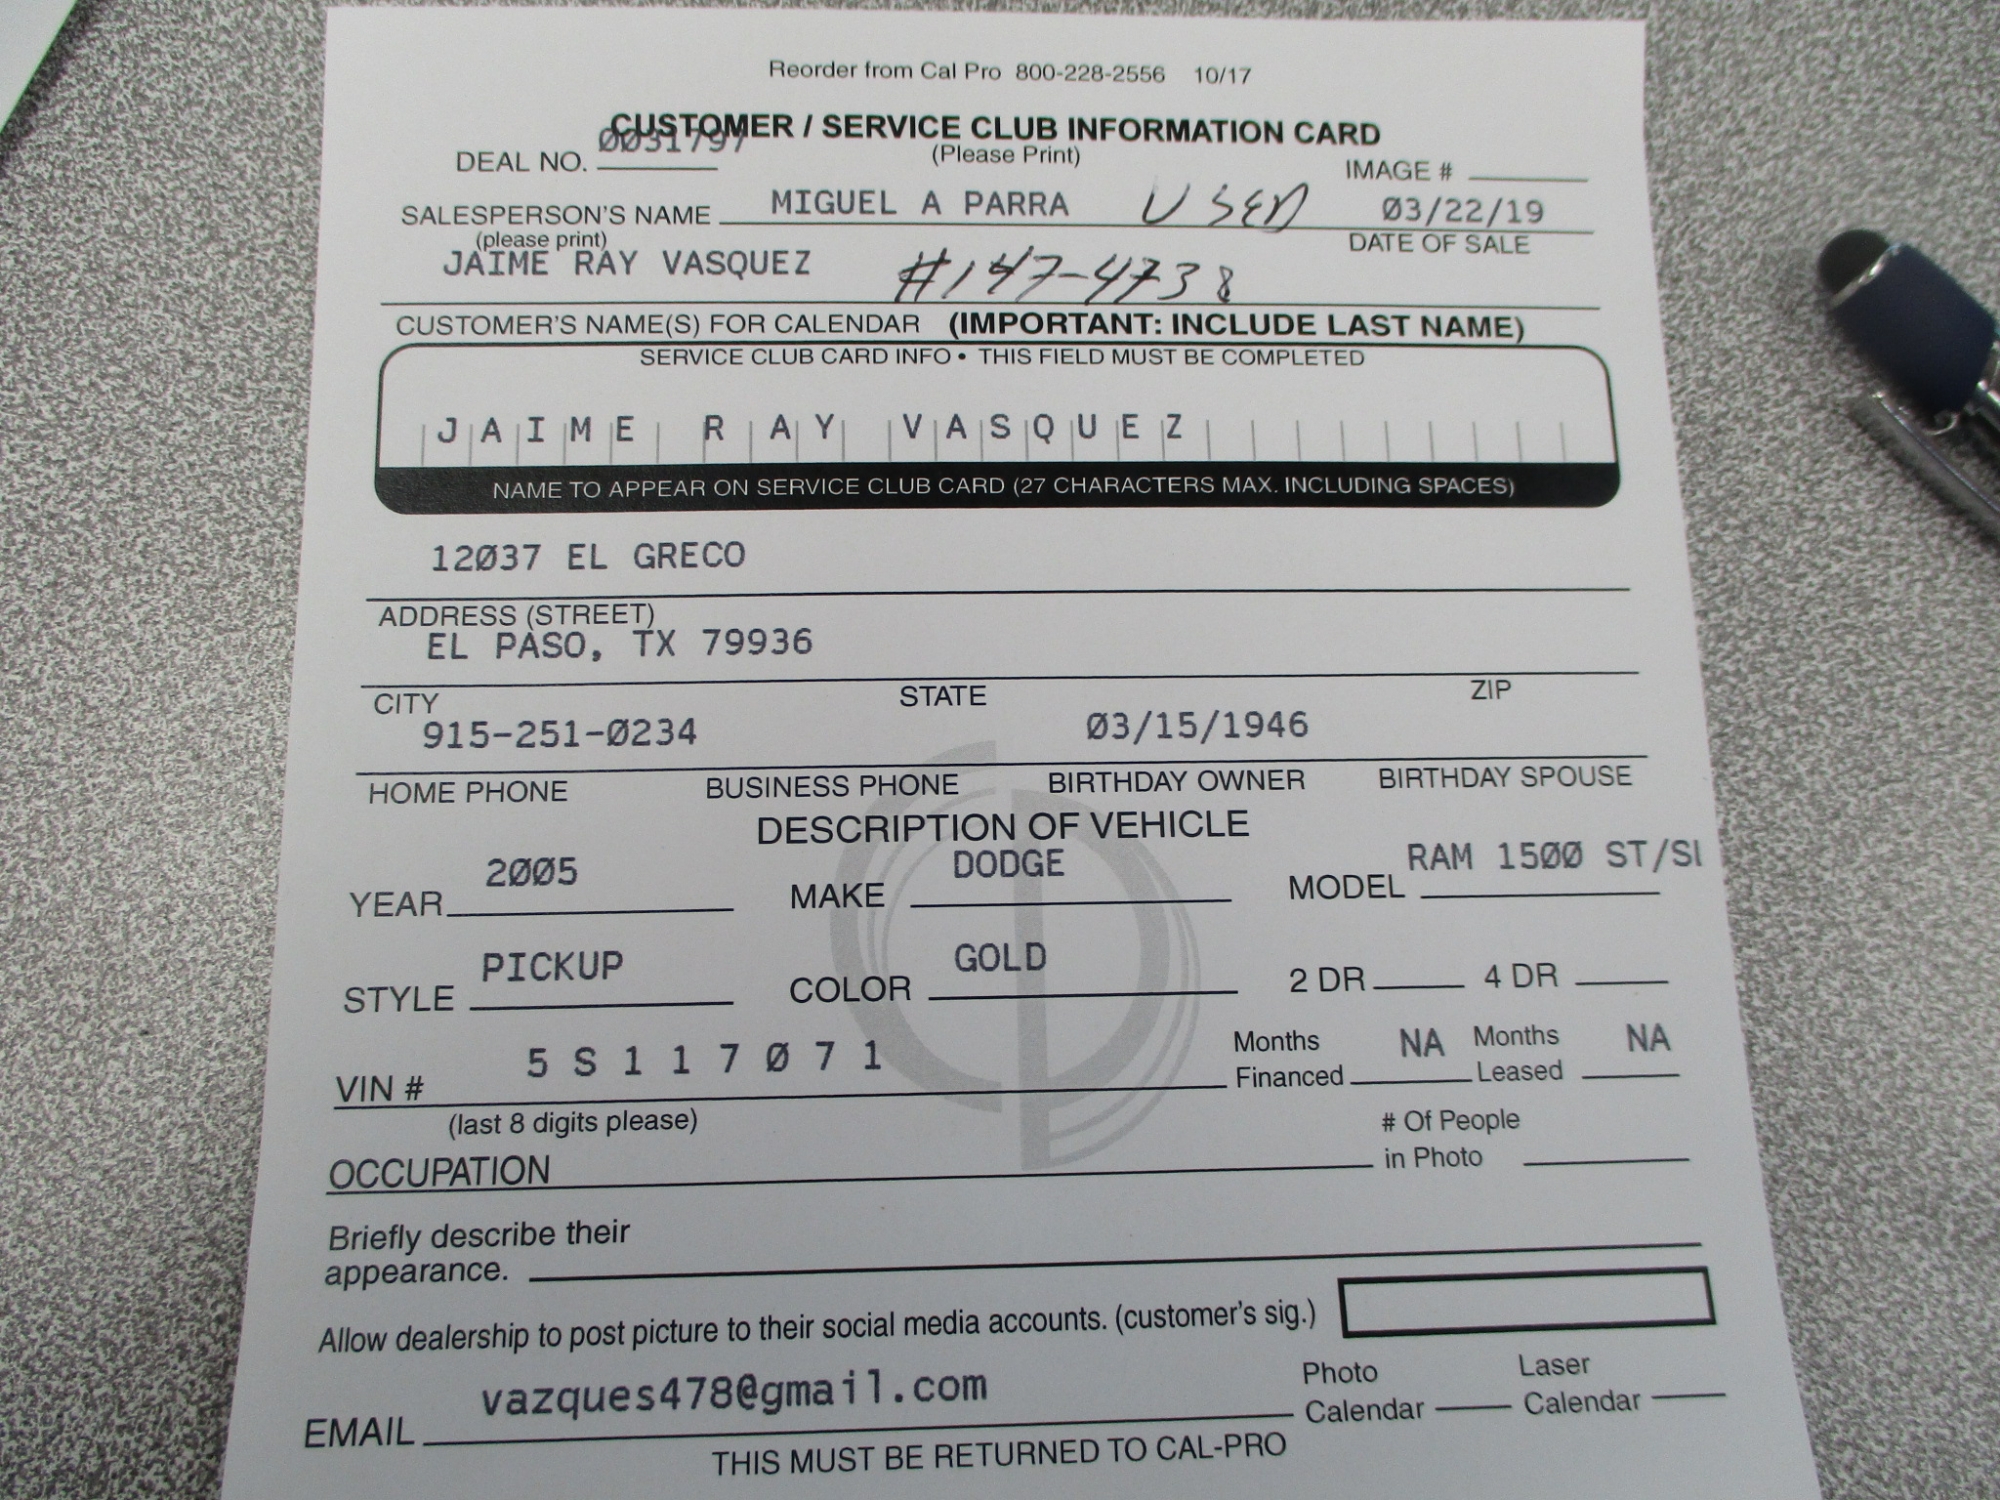 Reorder from Cal Pro 800-228-2556 10/17
CUSTOMER / SERVICE CLUB INFORMATION CARD
DEAL NO. 0031797 (Please Print) IMAGE #
SALESPERSON'S NAME MIGUEL A PARRA USED 03/22/19
(please print) DATE OF SALE
JAIME RAY VASQUEZ #147-4738
CUSTOMER'S NAME(S) FOR CALENDAR (IMPORTANT: INCLUDE LAST NAME)
SERVICE CLUB CARD INFO • THIS FIELD MUST BE COMPLETED
JAIME RAY VASQUEZ
NAME TO APPEAR ON SERVICE CLUB CARD (27 CHARACTERS MAX. INCLUDING SPACES)
12037 EL GRECO
ADDRESS (STREET)
EL PASO, TX 79936
CITY STATE ZIP
915-251-0234 03/15/1946
HOME PHONE BUSINESS PHONE BIRTHDAY OWNER BIRTHDAY SPOUSE
DESCRIPTION OF VEHICLE
YEAR 2005 MAKE DODGE MODEL RAM 1500 ST/SL
STYLE PICKUP COLOR GOLD 2 DR 4 DR
VIN # 5 S 1 1 7 0 7 1 Months Financed NA Months Leased NA
(last 8 digits please) # Of People
OCCUPATION in Photo
Briefly describe their
appearance.
Allow dealership to post picture to their social media accounts. (customer's sig.)
EMAIL vazques478@gmail.com Photo Calendar Laser Calendar
THIS MUST BE RETURNED TO CAL-PRO